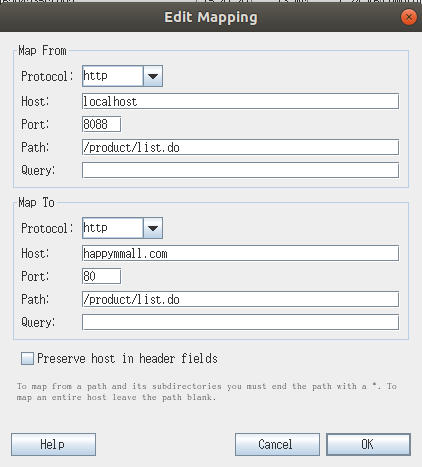 Edit Mapping
Map From
Protocol: http
Host: localhost
Port: 8088
Path: /product/list.do
Query:
Map To
Protocol: http
Host: happymmall.com
Port: 80
Path: /product/list.do
Query:
Preserve host in header fields
To map from a path and its subdirectories you must end the path with a *. To
map an entire host leave the path blank.
Help Cancel OK